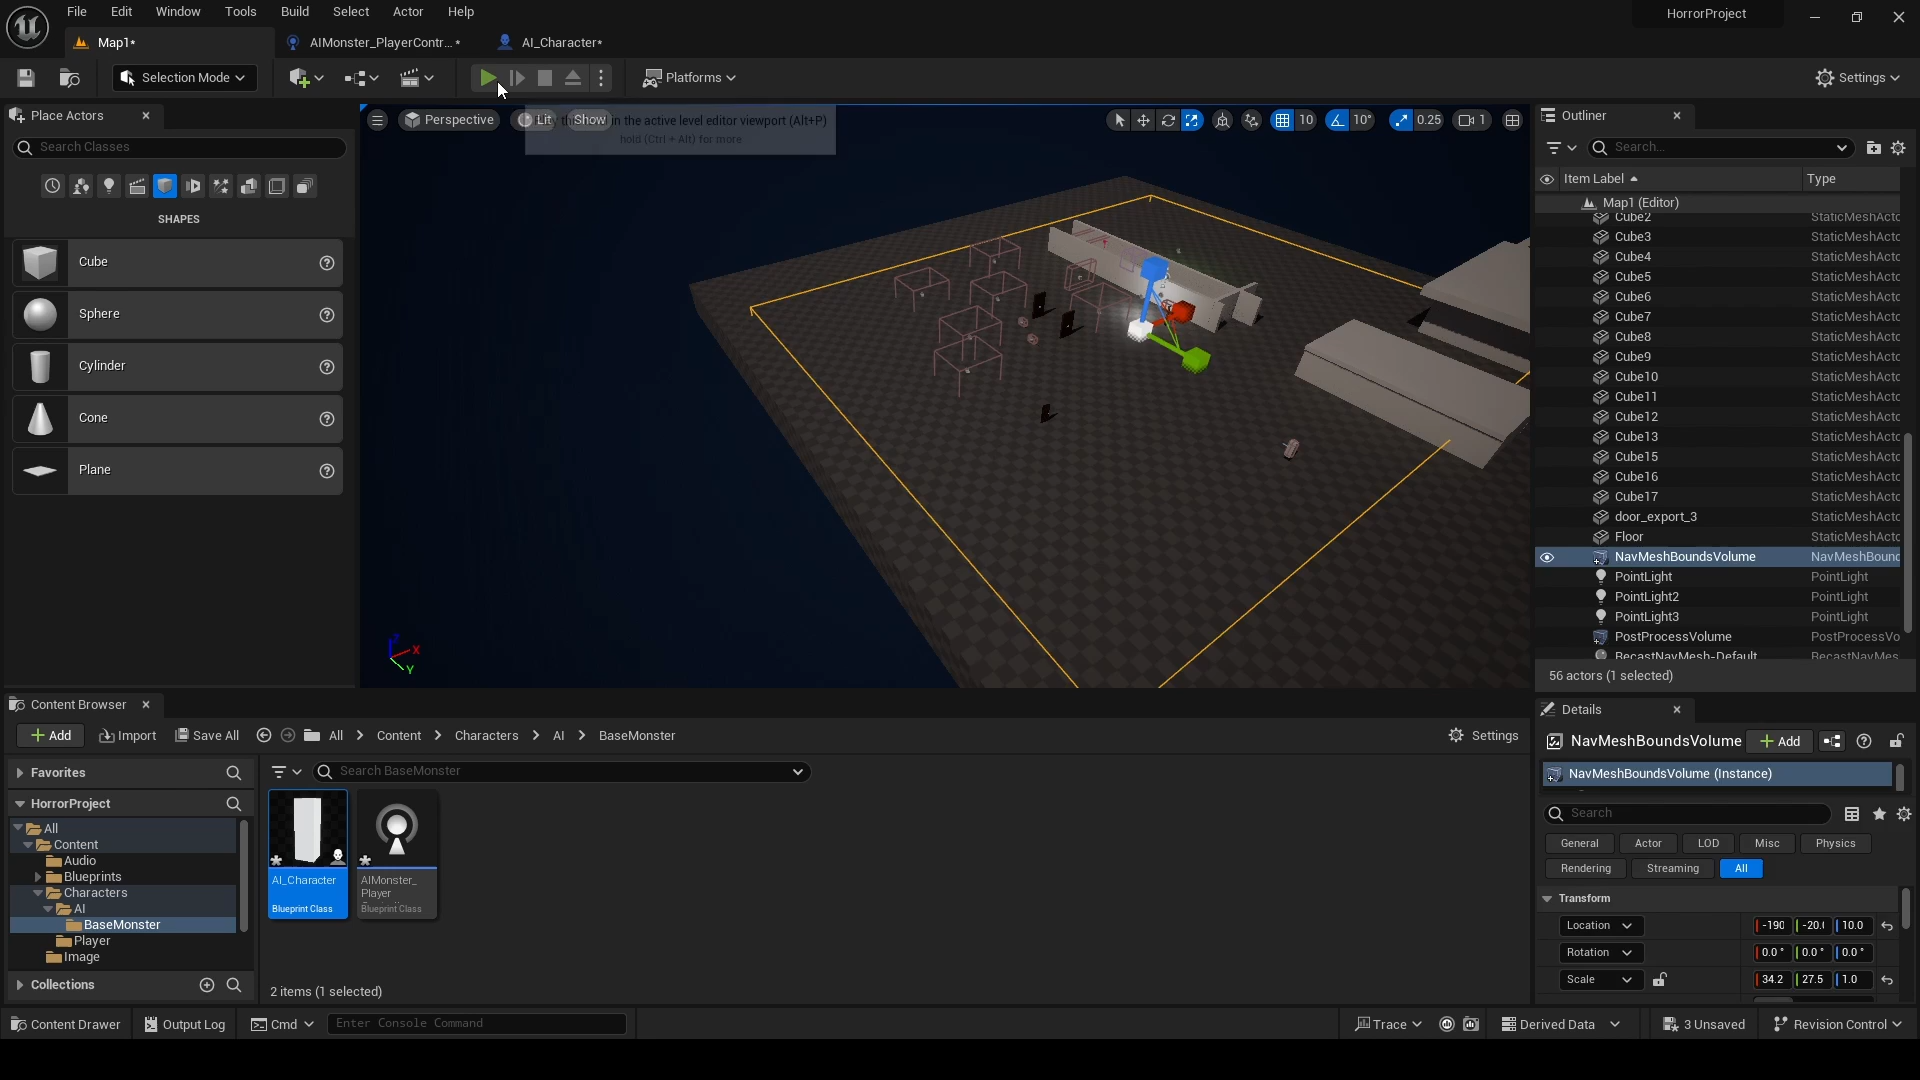 File
Edit
Window
Tools
Build
Select
Actor
Help
HorrorProject
Map1*
AIMonster_PlayerContr... *
AI_Character*
Selection Mode
Platforms
Settings
Place Actors
Search Classes
SHAPES
Cube
Sphere
Cylinder
Cone
Plane
Perspective
Lit
Show
in the active level editor viewport (Alt+P)
hold (Ctrl + Alt) for more
10
10°
0.25
1
Z
X
Y
Outliner
Search...
Item Label
Type
Map1 (Editor)
Cube2 StaticMeshActo
Cube3 StaticMeshActo
Cube4 StaticMeshActo
Cube5 StaticMeshActo
Cube6 StaticMeshActo
Cube7 StaticMeshActo
Cube8 StaticMeshActo
Cube9 StaticMeshActo
Cube10 StaticMeshActo
Cube11 StaticMeshActo
Cube12 StaticMeshActo
Cube13 StaticMeshActo
Cube15 StaticMeshActo
Cube16 StaticMeshActo
Cube17 StaticMeshActo
door_export_3 StaticMeshActo
Floor StaticMeshActo
NavMeshBoundsVolume NavMeshBound
PointLight PointLight
PointLight2 PointLight
PointLight3 PointLight
PostProcessVolume PostProcessVo
RecastNavMesh-Default RecastNavMes
56 actors (1 selected)
Content Browser
Add
Import
Save All
All
Content
Characters
AI
BaseMonster
Settings
Favorites
HorrorProject
All
Content
Audio
Blueprints
Characters
AI
BaseMonster
Player
Image
Collections
Search BaseMonster
AI_Character
Blueprint Class
AIMonster_
Player
Blueprint Class
2 items (1 selected)
Details
NavMeshBoundsVolume
Add
NavMeshBoundsVolume (Instance)
Search
General
Actor
LOD
Misc
Physics
Rendering
Streaming
All
Transform
Location -190 -20.( 10.0
Rotation 0.0 ° 0.0 ° 0.0 °
Scale 34.2 27.5 1.0
Content Drawer
Output Log
Cmd
Enter Console Command
Trace
Derived Data
3 Unsaved
Revision Control